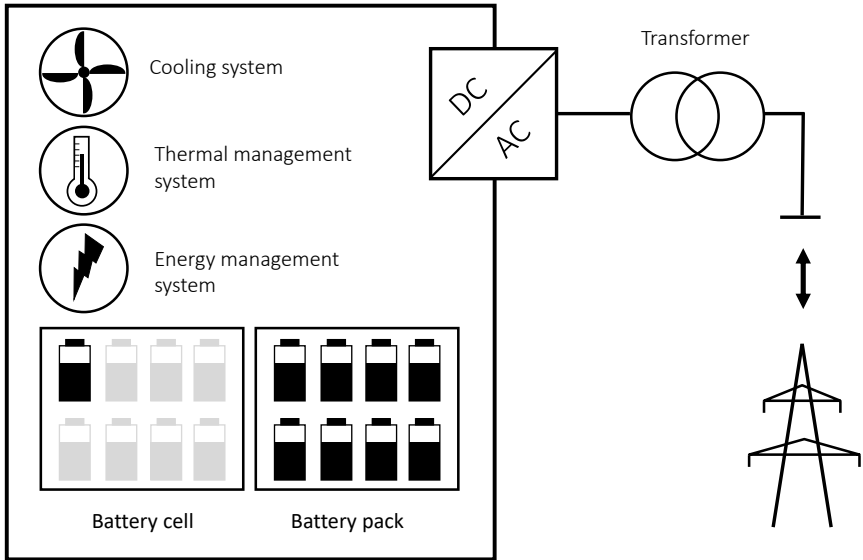 Transformer
Cooling system
DC
AC
Thermal management
system
Energy management
system
Battery cell
Battery pack